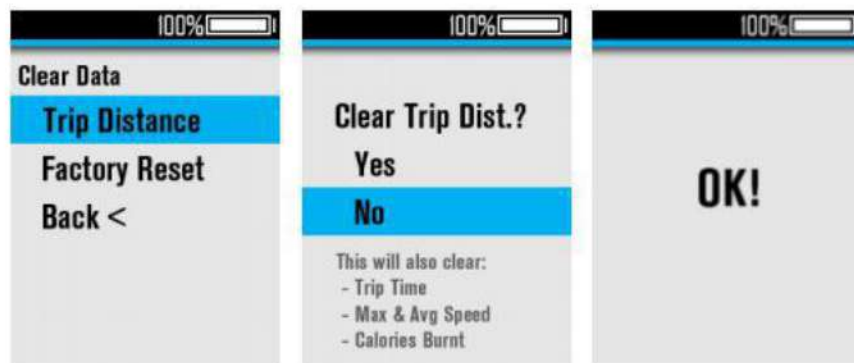 100%
Clear Data
Trip Distance
Factory Reset
Back <
100%
Clear Trip Dist.?
Yes
No
This will also clear:
- Trip Time
- Max & Avg Speed
- Calories Burnt
100%
OK!